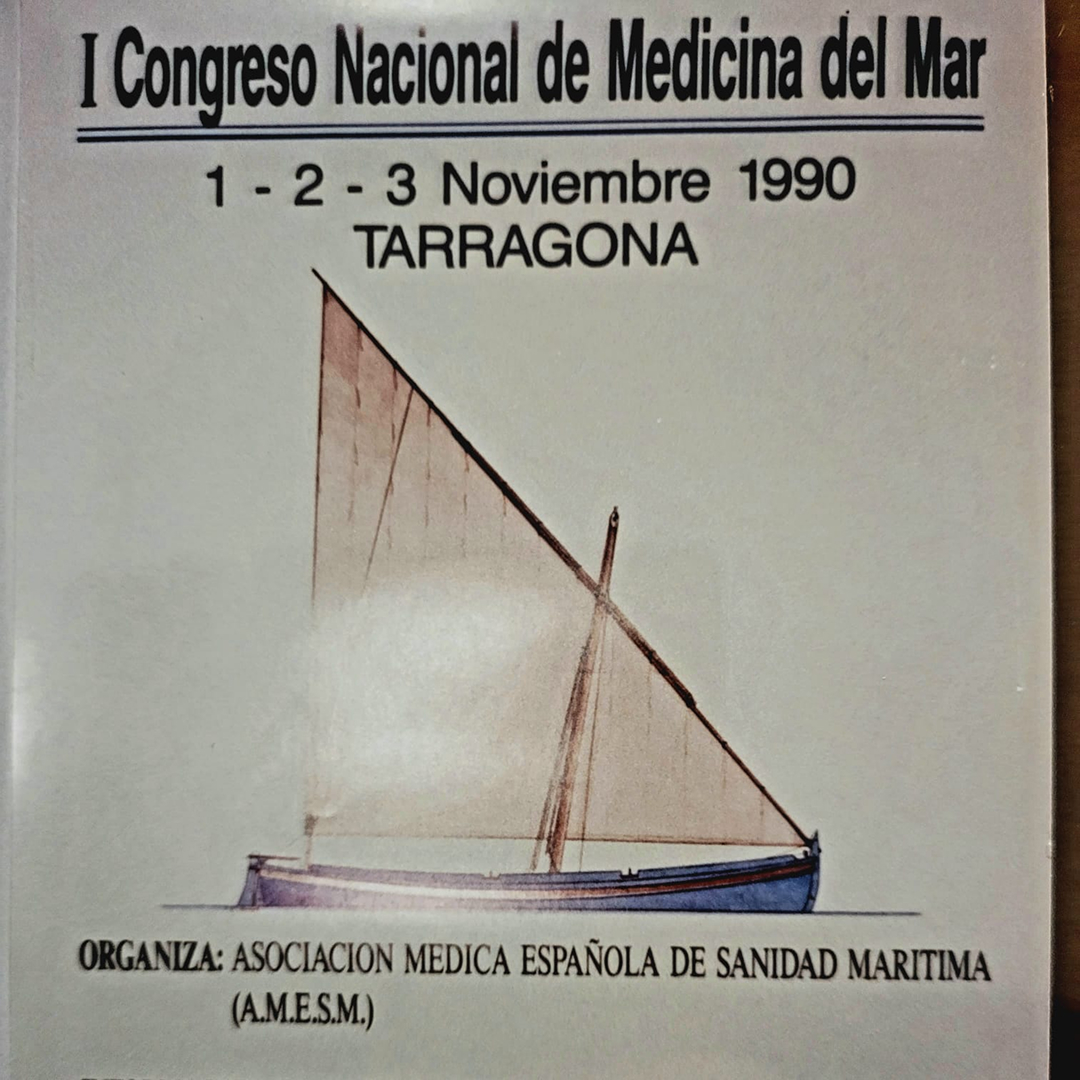 I Congreso Nacional de Medicina del Mar
1 - 2 - 3 Noviembre 1990
TARRAGONA
ORGANIZA: ASOCIACION MEDICA ESPAÑOLA DE SANIDAD MARITIMA
(A.M.E.S.M.)